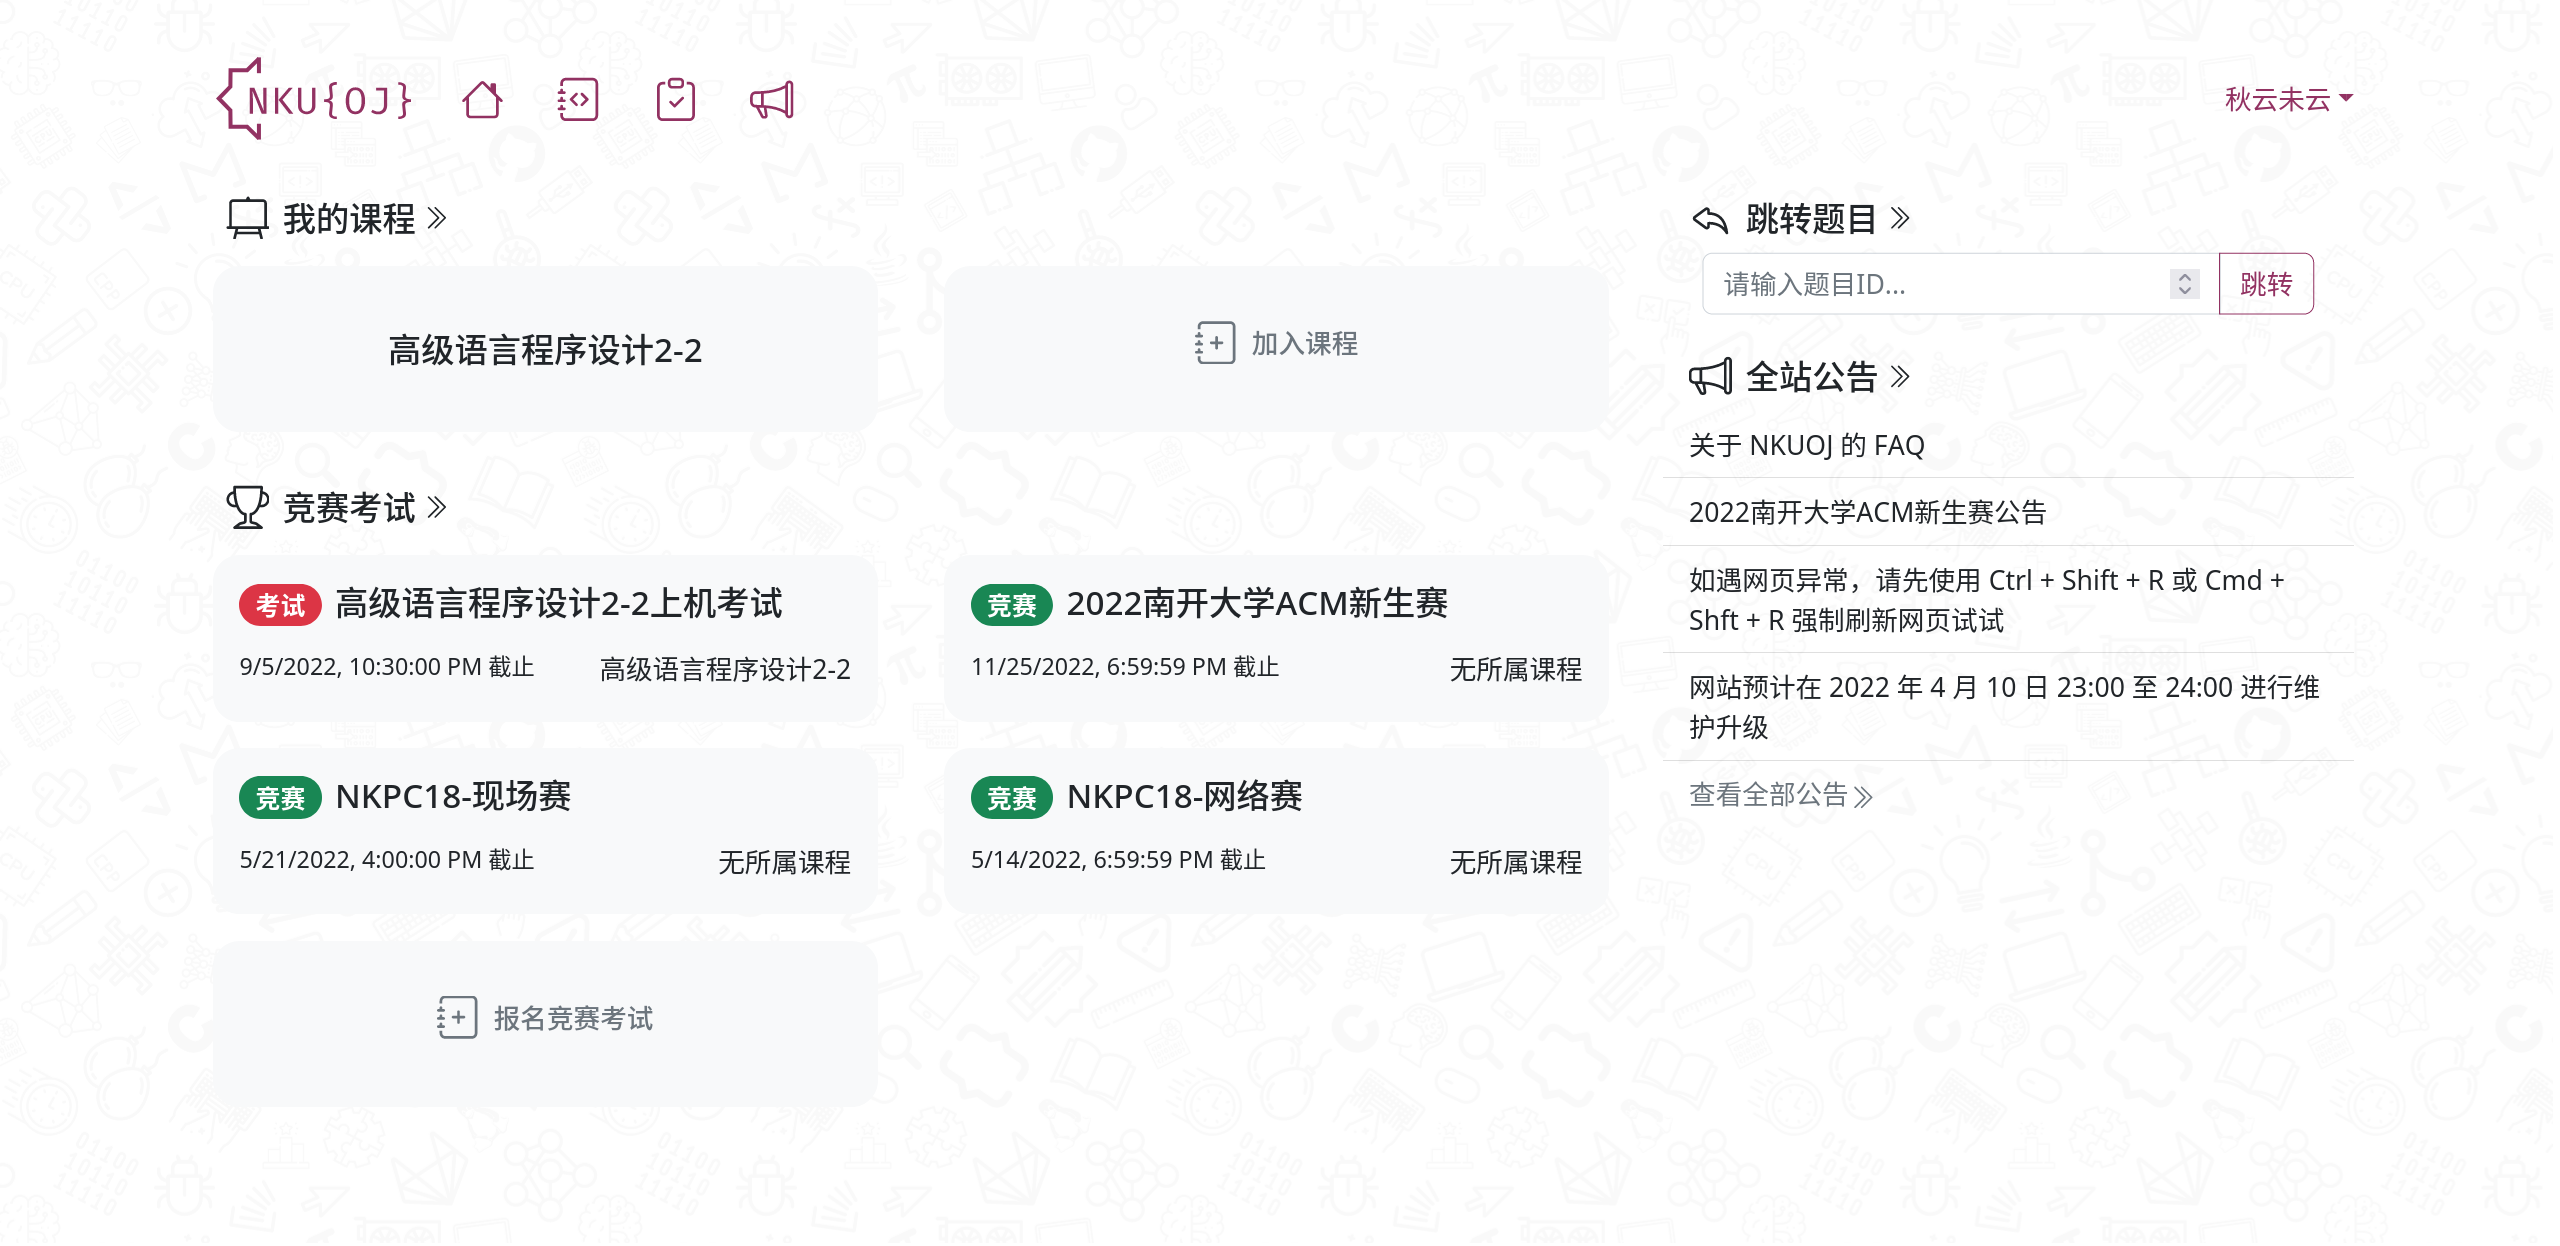 NKU{OJ}
秋云未云
我的课程
高级语言程序设计2-2
加入课程
竞赛考试
考试 高级语言程序设计2-2上机考试
9/5/2022, 10:30:00 PM 截止 高级语言程序设计2-2
竞赛 2022南开大学ACM新生赛
11/25/2022, 6:59:59 PM 截止 无所属课程
竞赛 NKPC18-现场赛
5/21/2022, 4:00:00 PM 截止 无所属课程
竞赛 NKPC18-网络赛
5/14/2022, 6:59:59 PM 截止 无所属课程
报名竞赛考试
跳转题目
请输入题目ID... 跳转
全站公告
关于 NKUOJ 的 FAQ
2022南开大学ACM新生赛公告
如遇网页异常，请先使用 Ctrl + Shift + R 或 Cmd +
Shft + R 强制刷新网页试试
网站预计在 2022 年 4 月 10 日 23:00 至 24:00 进行维
护升级
查看全部公告